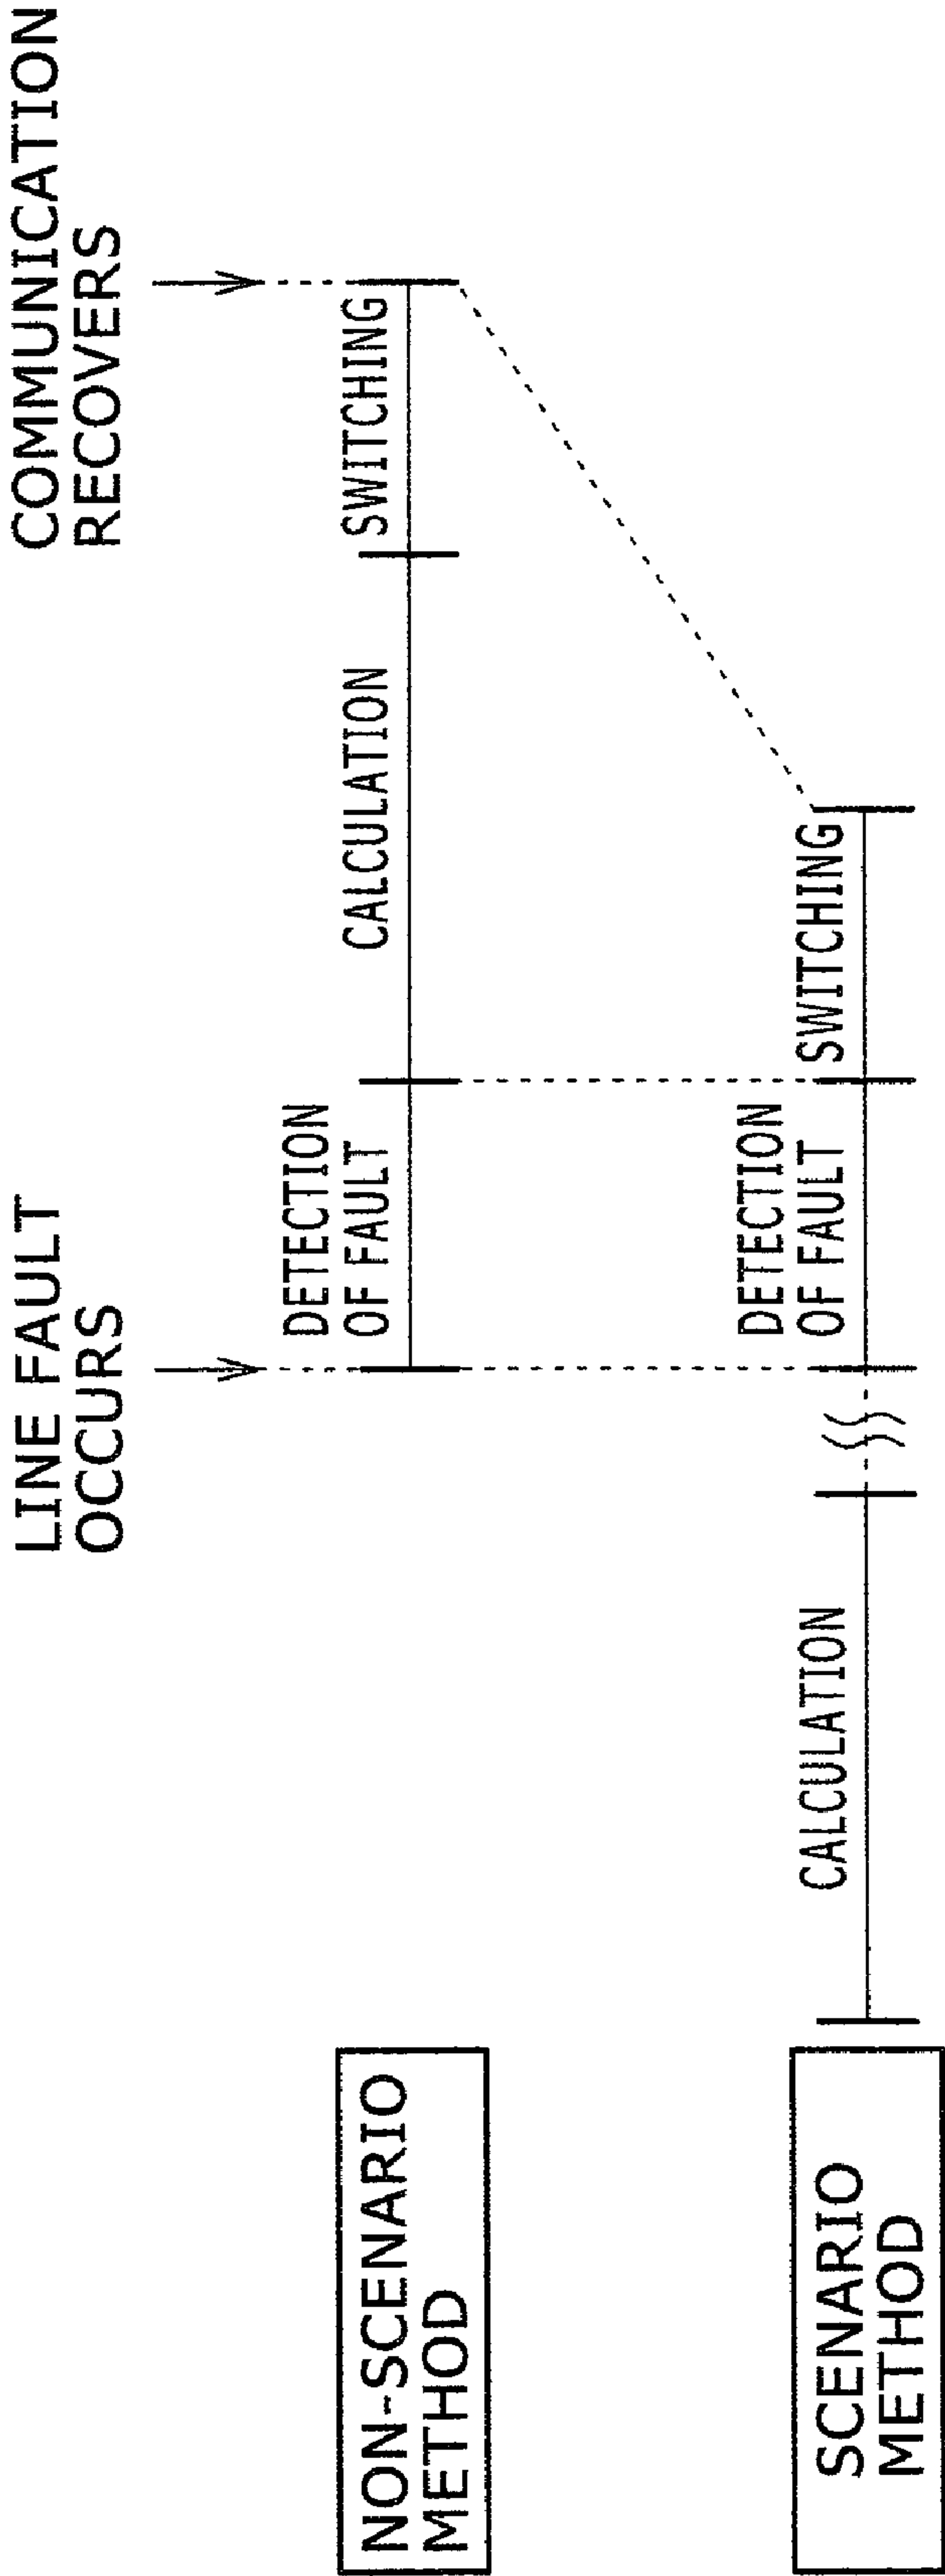 LINE FAULT
OCCURS
COMMUNICATION
RECOVERS
NON-SCENARIO
METHOD
DETECTION
OF FAULT
CALCULATION
SWITCHING
SCENARIO
METHOD
CALCULATION
DETECTION
OF FAULT
SWITCHING